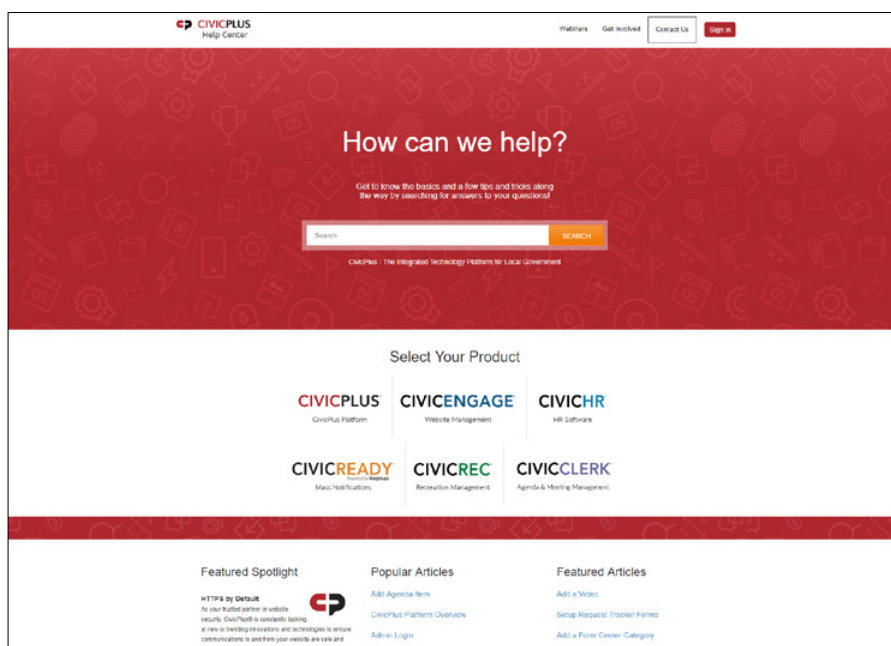 CIVICPLUS
Help Center
Webinars Get Involved Contact Us Sign in
How can we help?
Get to know the basics and a few tips and tricks along
the way by searching for answers to your questions!
Search SEARCH
CivicPlus - The Integrated Technology Platform for Local Government
Select Your Product
CIVICPLUS CIVICENGAGE CIVICHR
CivicPlus Platform Website Management HR Software
CIVICREADY CIVICREC CIVICCLERK
Powered by Regroup
Mass Notifications Recreation Management Agenda & Meeting Management
Featured Spotlight Popular Articles Featured Articles
HTTPS by Default
As your trusted partner in website
security, CivicPlus® is constantly looking
at new or trending innovations and technologies to ensure
communications to and from your website are safe and
Add Agenda Item
CivicPlus Platform Overview
Admin Login
Add a Video
Setup Request Tracker Forms
Add a Form Center Category